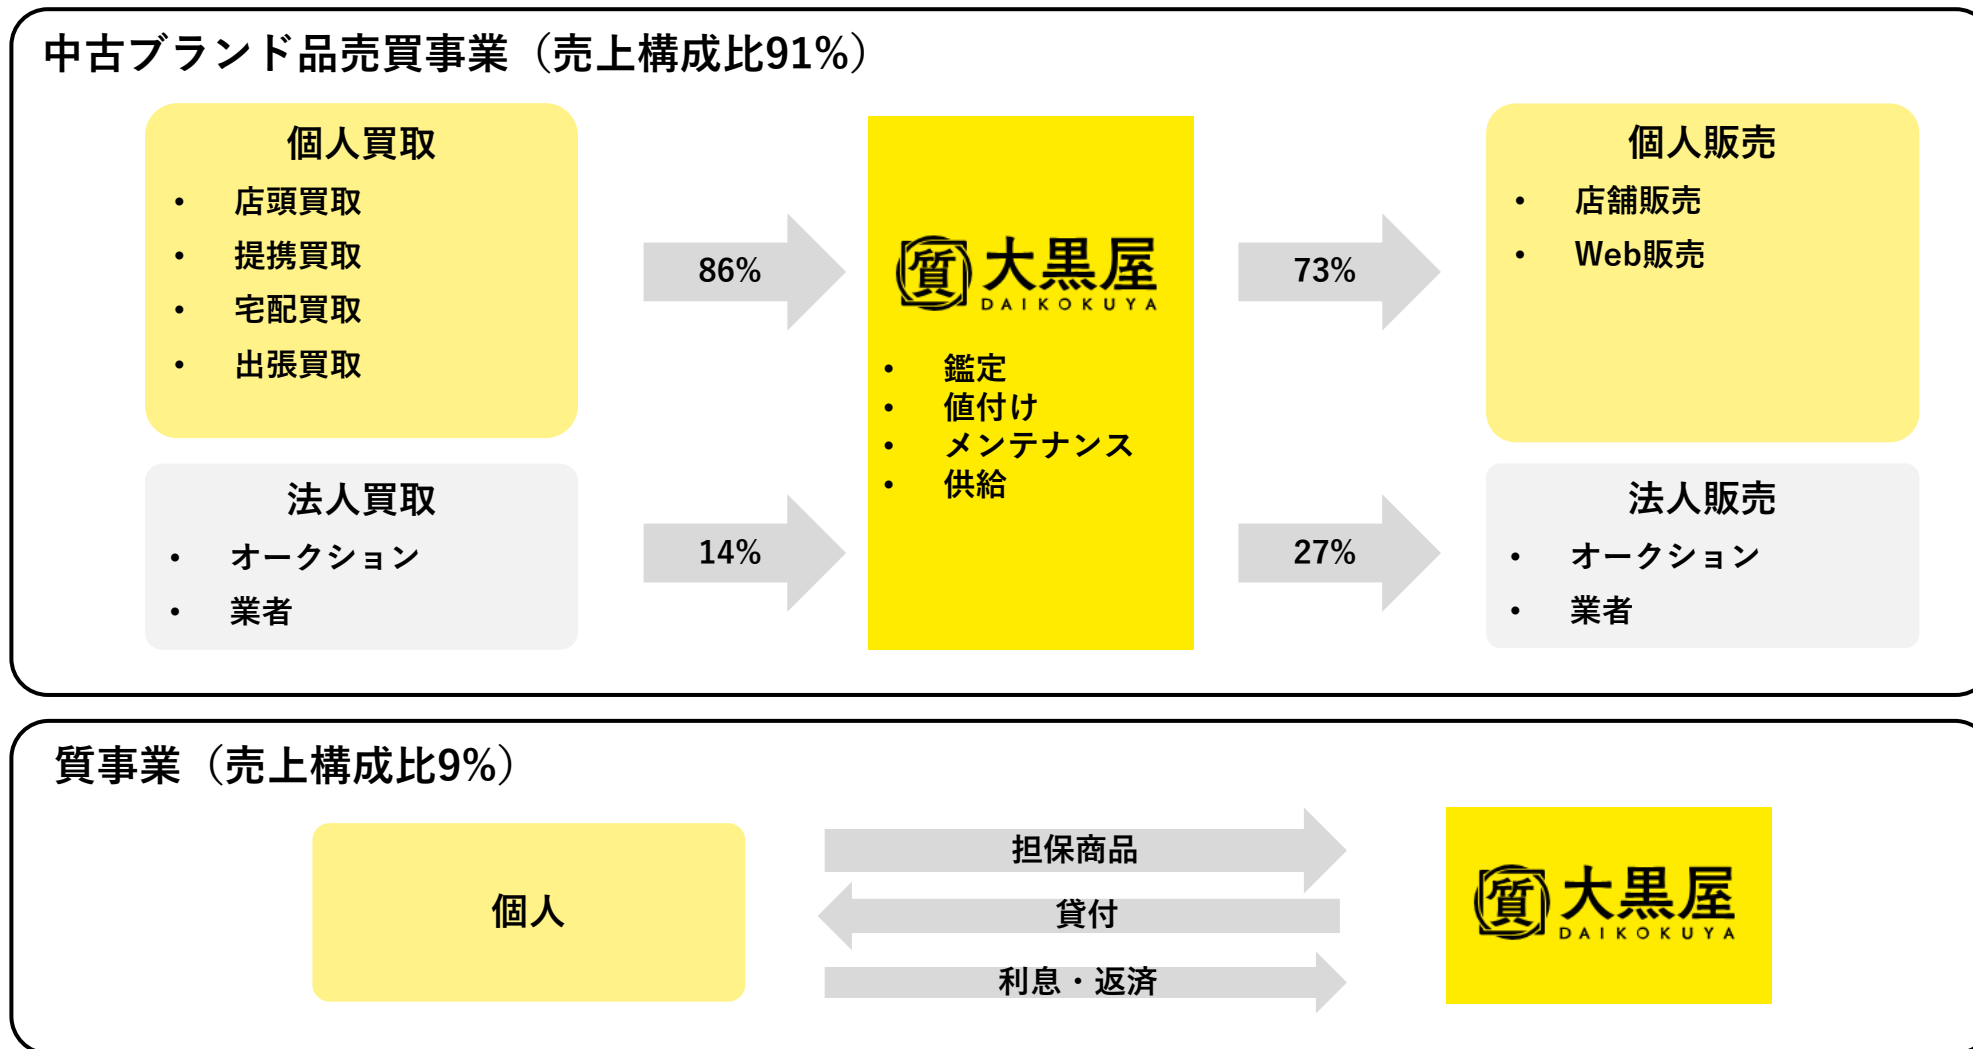 中古ブランド品売買事業（売上構成比91%）
個人買取
• 店頭買取
• 提携買取
• 宅配買取
• 出張買取
86%
法人買取
• オークション
• 業者
14%
質 大黒屋
DAIKOKUYA
• 鑑定
• 値付け
• メンテナンス
• 供給
73%
個人販売
• 店舗販売
• Web販売
27%
法人販売
• オークション
• 業者
質事業（売上構成比9%）
個人
担保商品
貸付
利息・返済
質 大黒屋
DAIKOKUYA